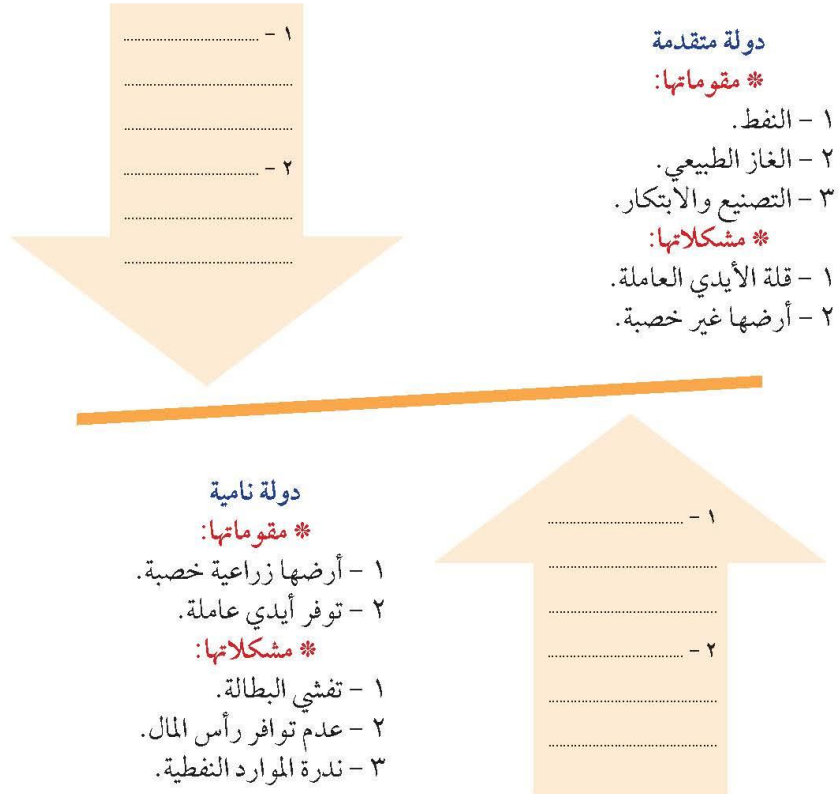 دولة متقدمة
* مقوماتها:
١ - النفط.
٢ - الغاز الطبيعي.
٣ - التصنيع والابتكار.
* مشكلاتها:
١ - قلة الأيدي العاملة.
٢ - أرضها غير خصبة.
١ - ........................
........................
........................
٢ - ........................
........................
........................
١ - ........................
........................
........................
٢ - ........................
........................
........................
دولة نامية
* مقوماتها:
١ - أرضها زراعية خصبة.
٢ - توفر أيدي عاملة.
* مشكلاتها:
١ - تفشي البطالة.
٢ - عدم توافر رأس المال.
٣ - ندرة الموارد النفطية.